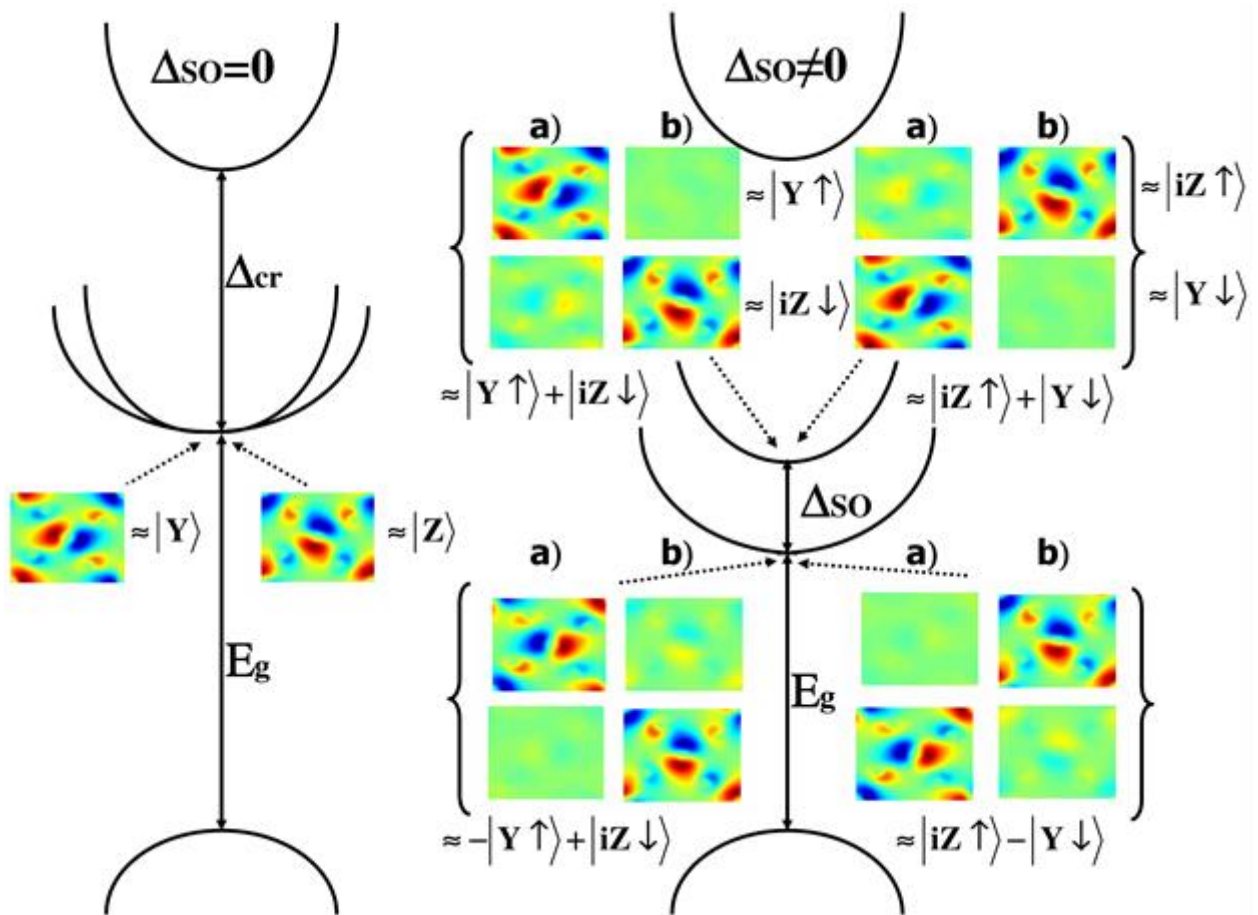 ΔSO=0
ΔSO≠0
a) b) a) b)
≈|Y↑⟩
≈|iZ↑⟩
Δcr
≈|iZ↓⟩
≈|Y↓⟩
≈|Y↑⟩+|iZ↓⟩
≈|iZ↑⟩+|Y↓⟩
≈|Y⟩
≈|Z⟩
ΔSO
a) b) a) b)
Eg
Eg
≈-|Y↑⟩+|iZ↓⟩
≈|iZ↑⟩-|Y↓⟩